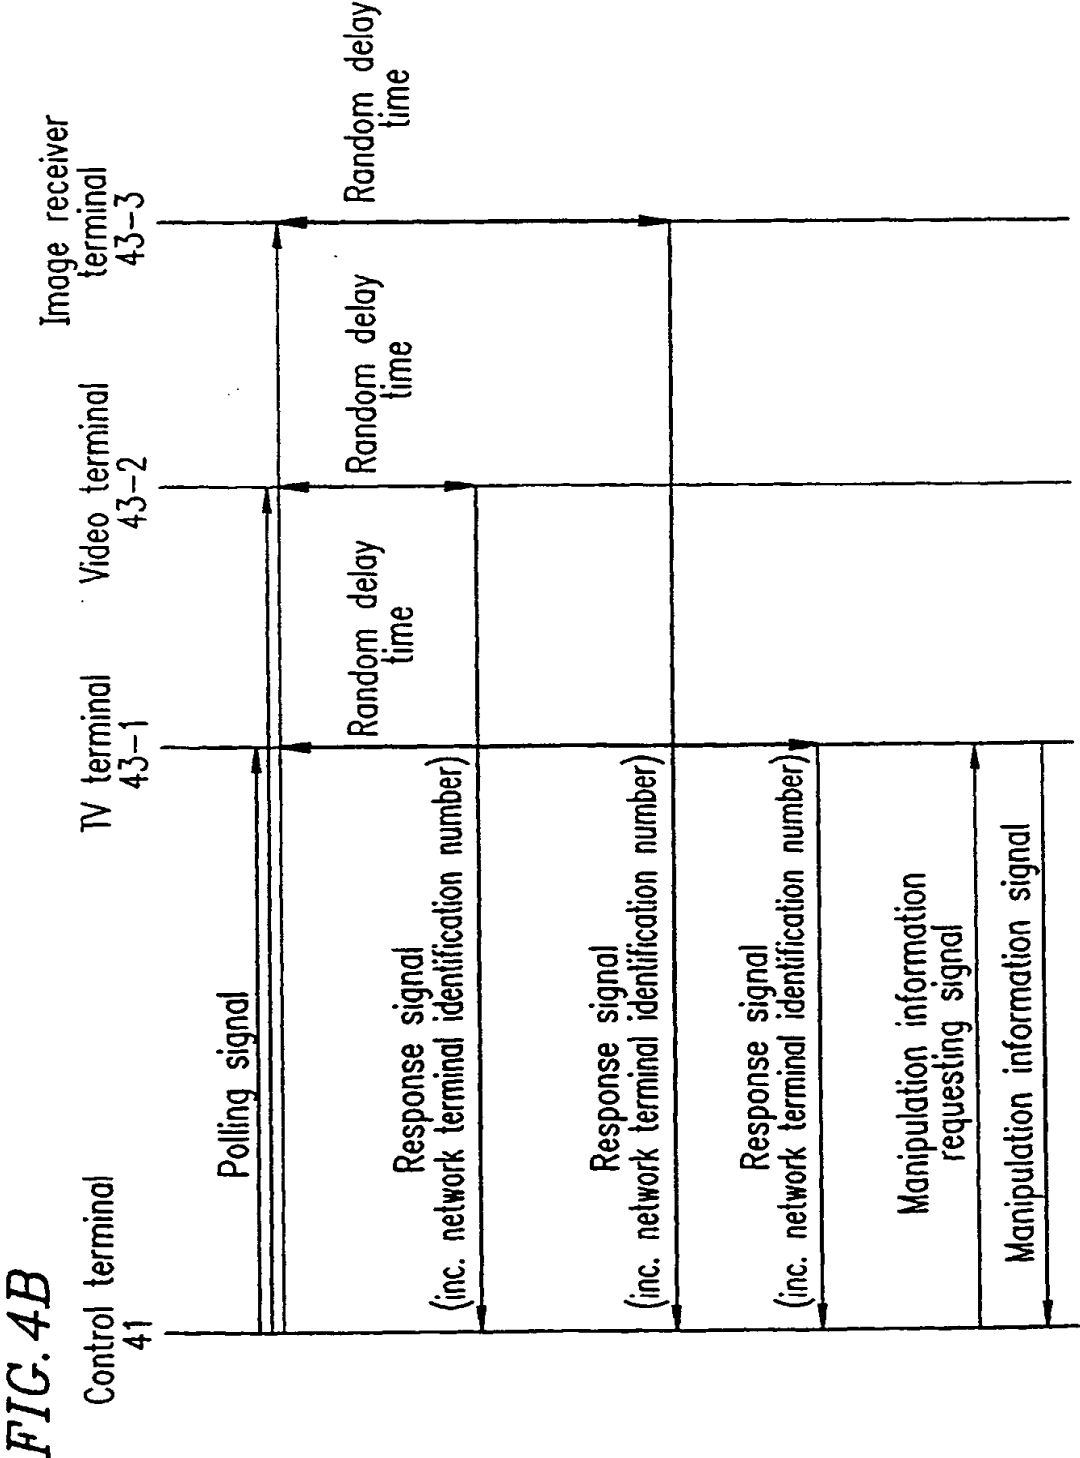 FIG. 4B
Control terminal
41
TV terminal
43-1
Video terminal
43-2
Image receiver
terminal
43-3
Polling signal
Random delay
time
Random delay
time
Random delay
time
Response signal
(inc. network terminal identification number)
Response signal
(inc. network terminal identification number)
Response signal
(inc. network terminal identification number)
Manipulation information
requesting signal
Manipulation information signal